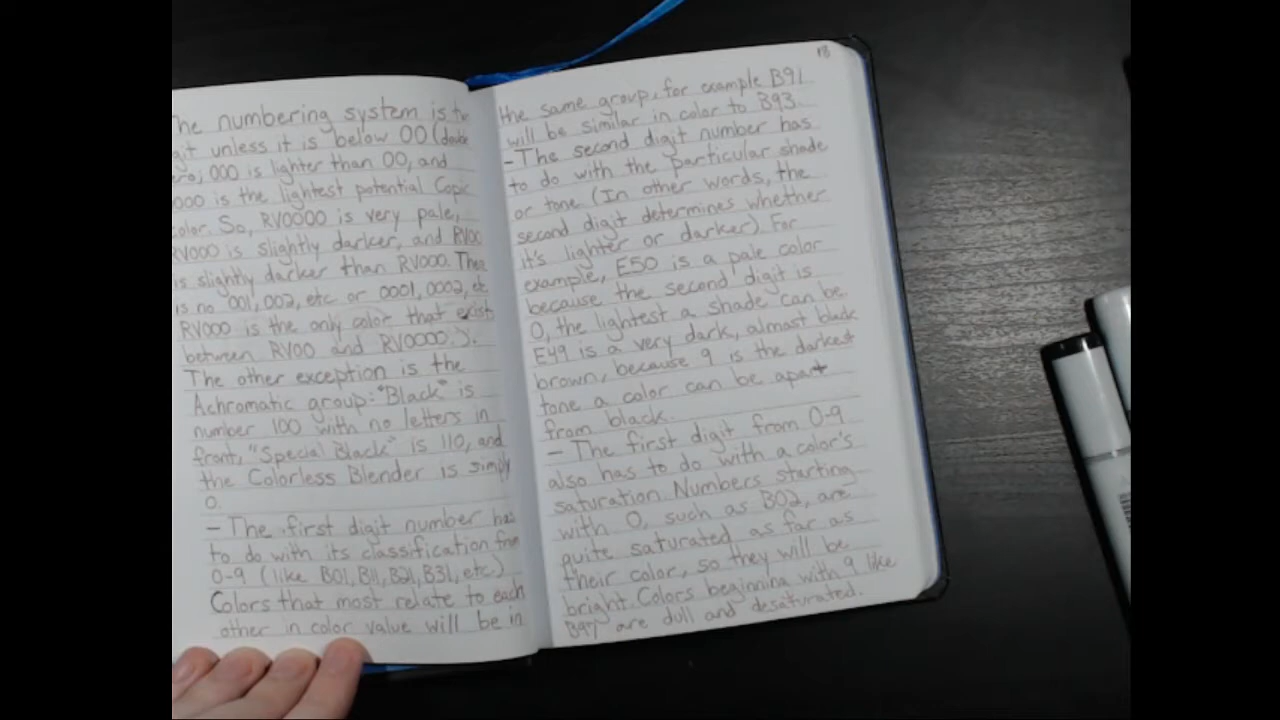 The numbering system is
unless it is below 00 (double
000 is lighter than 00, and
000 is the lightest potential Copic
color. So, RV0000 is very pale,
RV000 is slightly darker, and RV00
is slightly darker than RV000. There
is no 001, 002, etc or 0001, 0002, etc
RV000 is the only color that exists
between RV00 and RV0000.).
The other exception is the
Achromatic group: "Black" is
number 100 with no letters in
front, "Special Black" is 110, and
the Colorless Blender is simply
0.
- The first digit number has
to do with its classification from
0-9 (like B01, B11, B21, B31, etc.)
Colors that most relate to each
other in color value will be in
18
the same group, for example B91
will be similar in color to B93.
- The second digit number has
to do with the particular shade
or tone (In other words, the
second digit determines whether
it's lighter or darker). For
example, E50 is a pale color
because the second digit is
0, the lightest a shade can be.
E49 is a very dark, almost black
brown, because 9 is the darkest
tone a color can be apart
from black.
- The first digit from 0-9
also has to do with a color's
saturation. Numbers starting
with 0, such as B02, are
quite saturated as far as
their color, so they will be
bright. Colors beginning with 9 like
B97 are dull and desaturated.